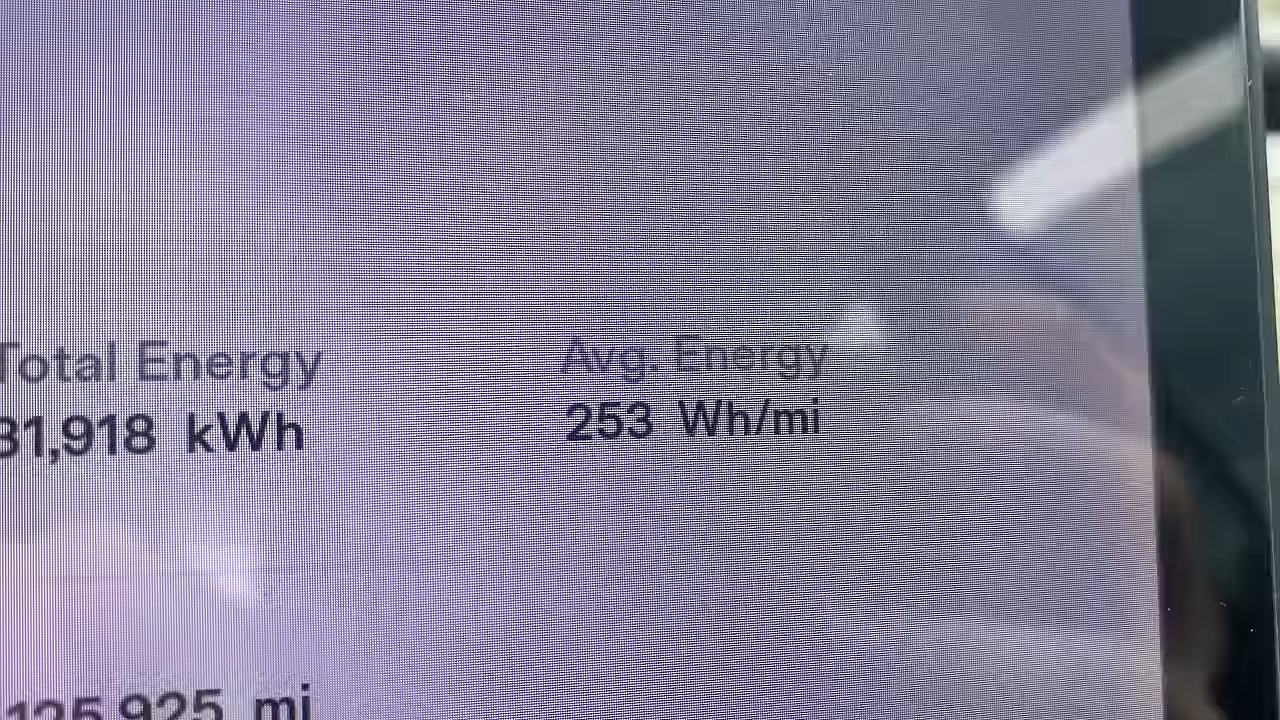 Total Energy
31,918 kWh
Avg. Energy
253 Wh/mi
125,925 mi